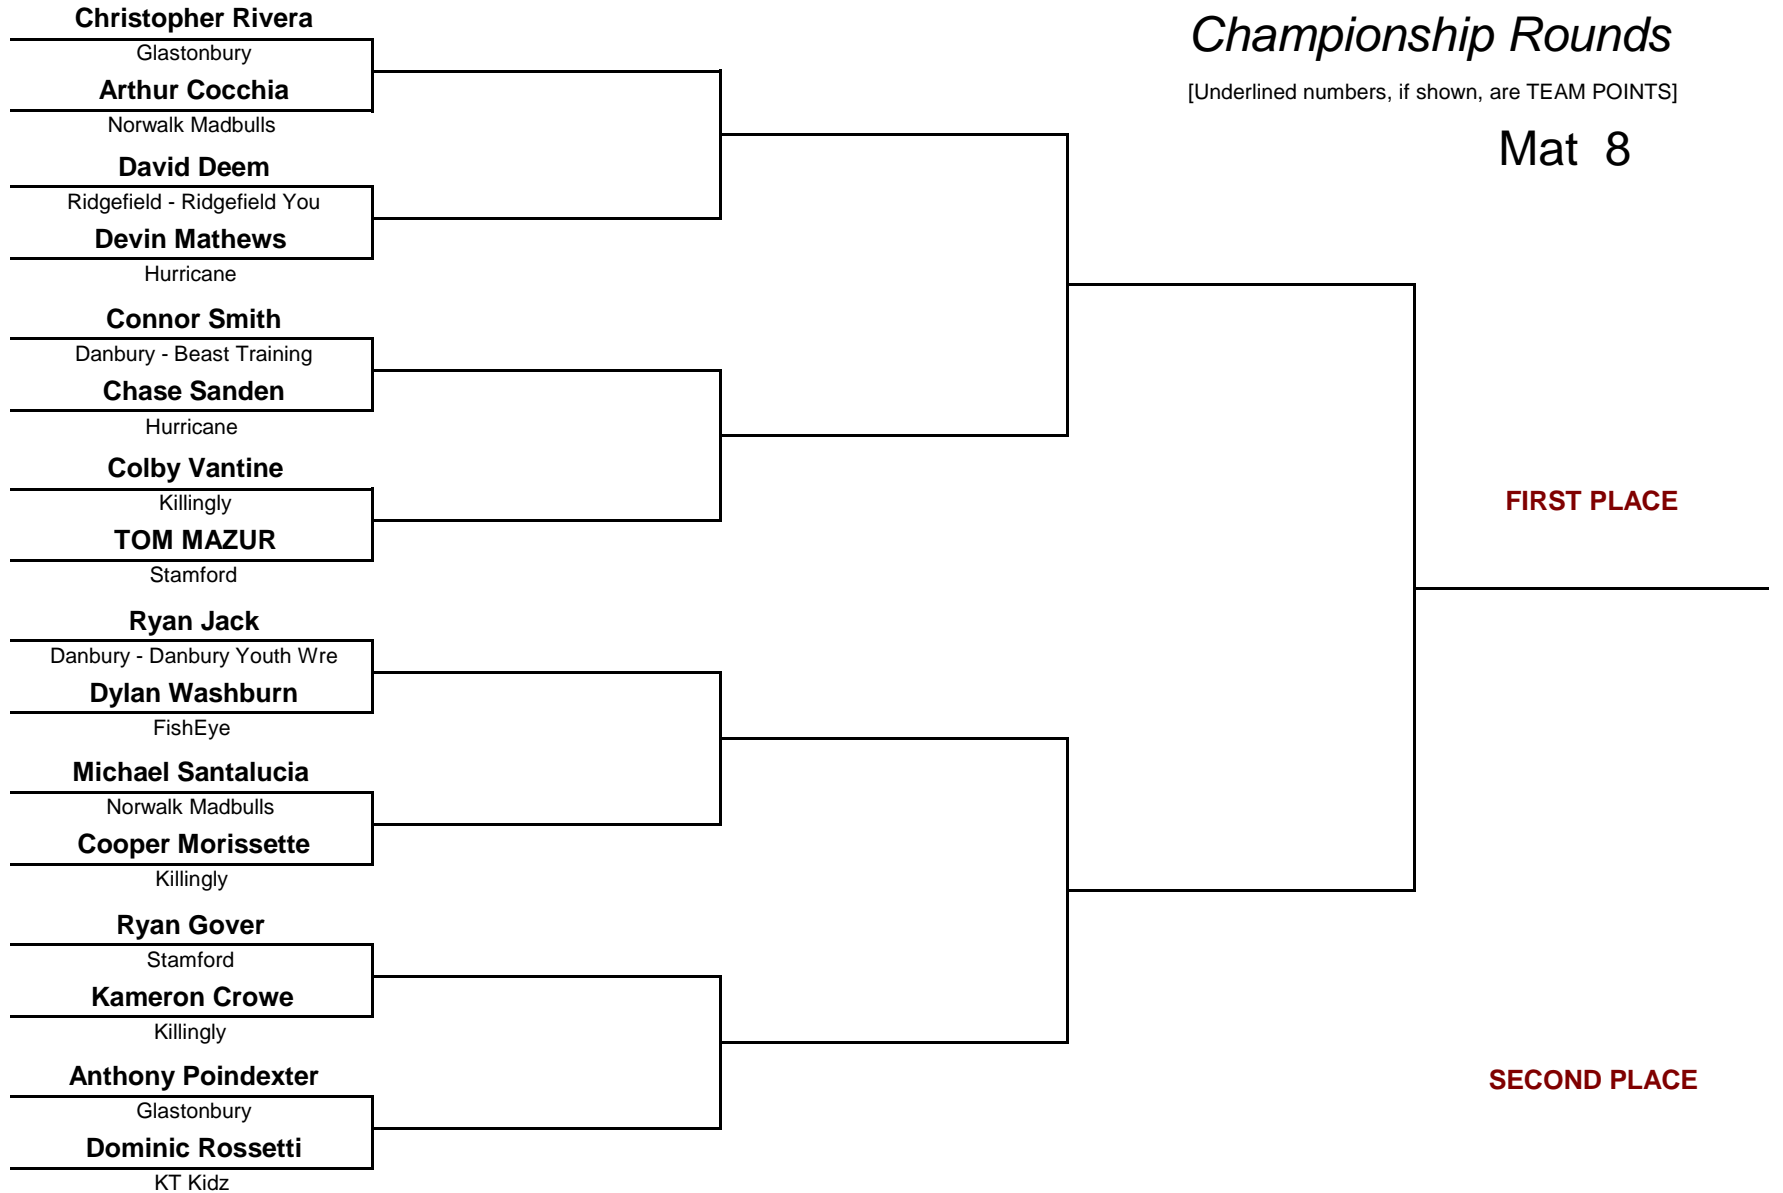 Christopher Rivera
Glastonbury
Arthur Cocchia
Norwalk Madbulls
David Deem
Ridgefield - Ridgefield You
Devin Mathews
Hurricane
Connor Smith
Danbury - Beast Training
Chase Sanden
Hurricane
Colby Vantine
Killingly
TOM MAZUR
Stamford
Ryan Jack
Danbury - Danbury Youth Wre
Dylan Washburn
FishEye
Michael Santalucia
Norwalk Madbulls
Cooper Morissette
Killingly
Ryan Gover
Stamford
Kameron Crowe
Killingly
Anthony Poindexter
Glastonbury
Dominic Rossetti
KT Kidz
Championship Rounds
[Underlined numbers, if shown, are TEAM POINTS]
Mat 8
FIRST PLACE
SECOND PLACE